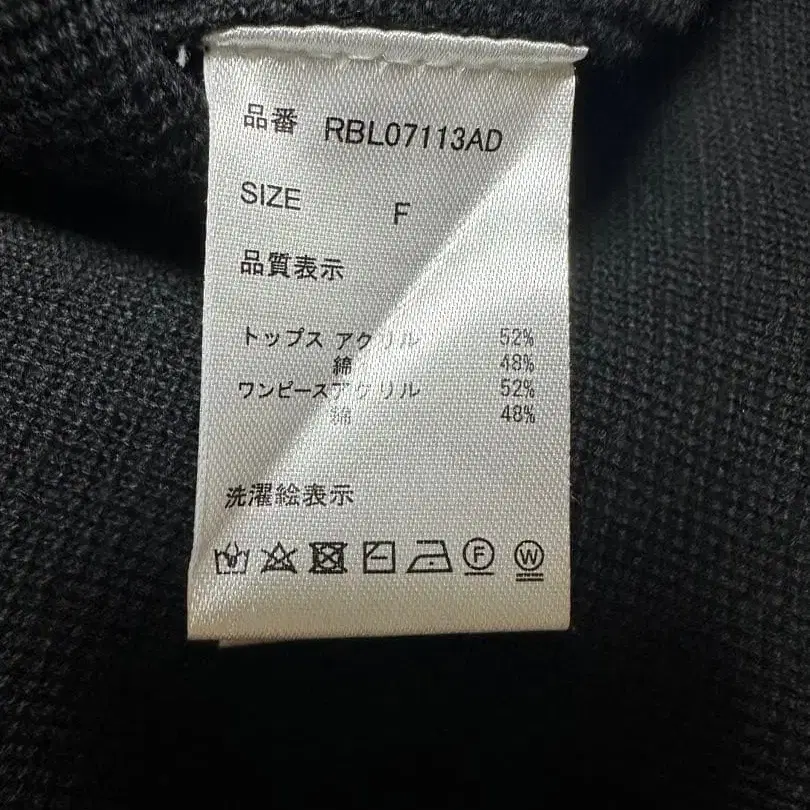 品番 RBL07113AD
SIZE F
品質表示
トップス アクリル 52%
綿 48%
ワンピースアクリル 52%
綿 48%
洗濯絵表示
F W